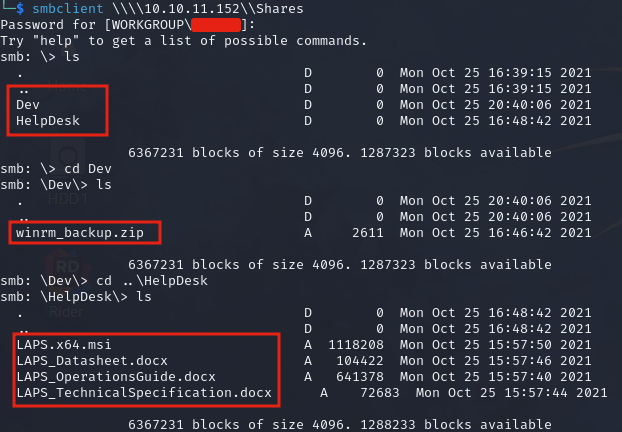 └─$ smbclient \\\\10.10.11.152\\Shares
Password for [WORKGROUP\]:
Try "help" to get a list of possible commands.
smb: \> ls
. D 0 Mon Oct 25 16:39:15 2021
.. D 0 Mon Oct 25 16:39:15 2021
Dev D 0 Mon Oct 25 20:40:06 2021
HelpDesk D 0 Mon Oct 25 16:48:42 2021
6367231 blocks of size 4096. 1287323 blocks available
smb: \> cd Dev
smb: \Dev\> ls
. D 0 Mon Oct 25 20:40:06 2021
.. D 0 Mon Oct 25 20:40:06 2021
winrm_backup.zip A 2611 Mon Oct 25 16:46:42 2021
6367231 blocks of size 4096. 1287323 blocks available
smb: \Dev\> cd ..\HelpDesk
smb: \HelpDesk\> ls
. D 0 Mon Oct 25 16:48:42 2021
.. D 0 Mon Oct 25 16:48:42 2021
LAPS.x64.msi A 1118208 Mon Oct 25 15:57:50 2021
LAPS_Datasheet.docx A 104422 Mon Oct 25 15:57:46 2021
LAPS_OperationsGuide.docx A 641378 Mon Oct 25 15:57:40 2021
LAPS_TechnicalSpecification.docx A 72683 Mon Oct 25 15:57:44 2021
6367231 blocks of size 4096. 1288233 blocks available